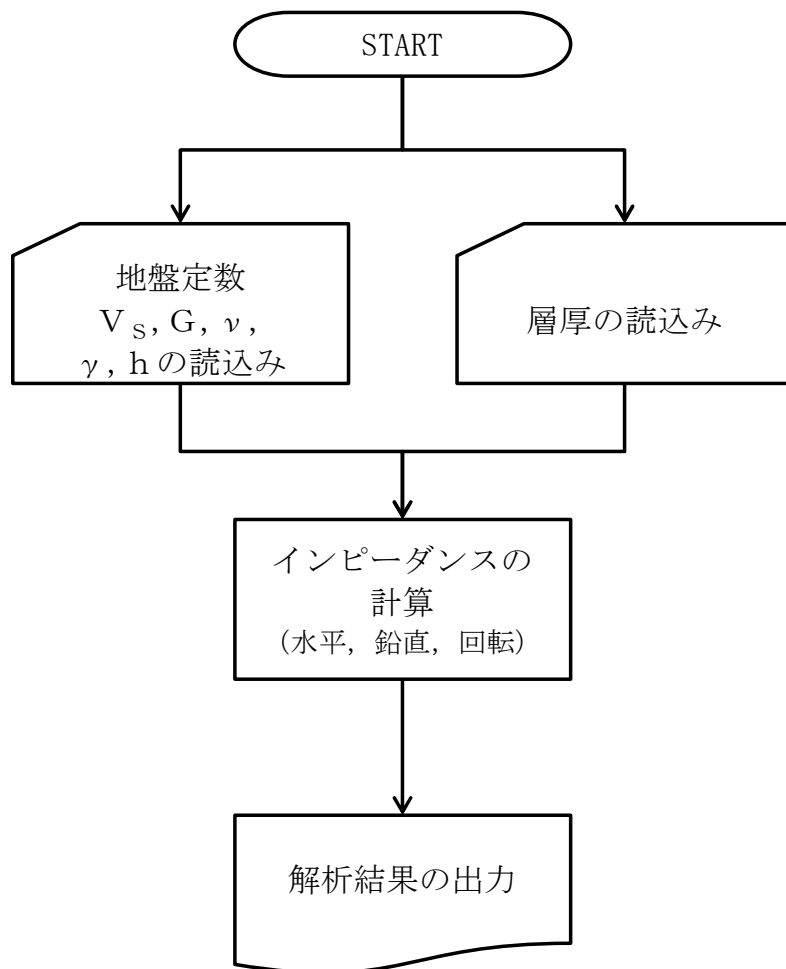 START
地盤定数
Ｖs, G, ν,
γ, hの読込み
層厚の読込み
インピーダンスの
計算
(水平, 鉛直, 回転)
解析結果の出力